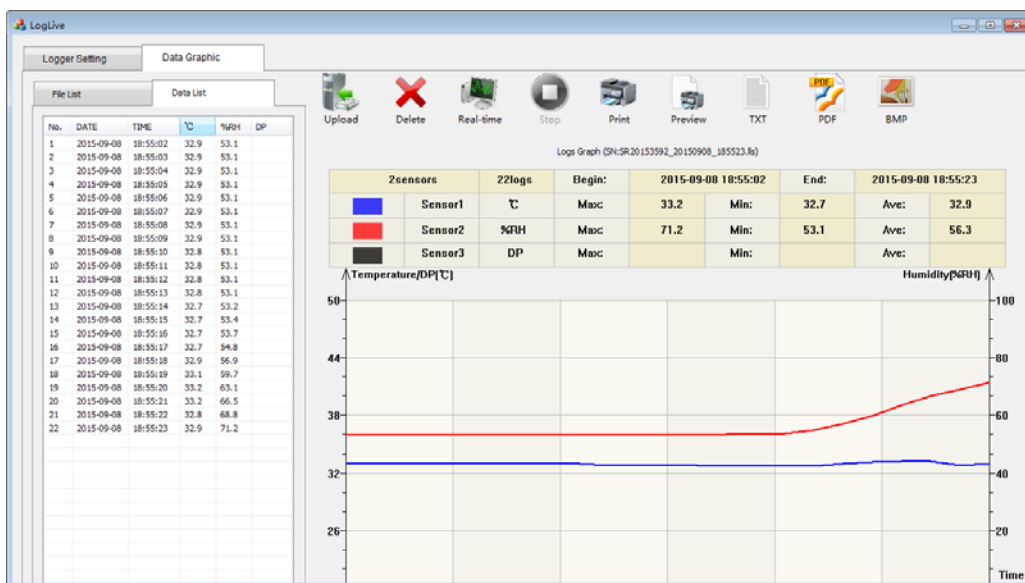 LogLive
Logger Setting
Data Graphic
File List
Data List
Upload
Delete
Real-time
Stop
Print
Preview
TXT
PDF
PDF
BMP
No. DATE TIME ℃ %RH DP
1 2015-09-08 18:55:02 32.9 53.1
2 2015-09-08 18:55:03 32.9 53.1
3 2015-09-08 18:55:04 32.9 53.1
4 2015-09-08 18:55:05 32.9 53.1
5 2015-09-08 18:55:06 32.9 53.1
6 2015-09-08 18:55:07 32.9 53.1
7 2015-09-08 18:55:08 32.9 53.1
8 2015-09-08 18:55:09 32.9 53.1
9 2015-09-08 18:55:10 32.8 53.1
10 2015-09-08 18:55:11 32.8 53.1
11 2015-09-08 18:55:12 32.8 53.1
12 2015-09-08 18:55:13 32.8 53.1
13 2015-09-08 18:55:14 32.7 53.2
14 2015-09-08 18:55:15 32.7 53.4
15 2015-09-08 18:55:16 32.7 53.7
16 2015-09-08 18:55:17 32.7 54.8
17 2015-09-08 18:55:18 32.9 56.9
18 2015-09-08 18:55:19 33.1 59.7
19 2015-09-08 18:55:20 33.2 63.1
20 2015-09-08 18:55:21 33.2 66.5
21 2015-09-08 18:55:22 32.8 68.8
22 2015-09-08 18:55:23 32.9 71.2
Logs Graph (SN:SR20153592_20150908_185523.lls)
2sensors 22logs Begin: 2015-09-08 18:55:02 End: 2015-09-08 18:55:23
Sensor1 ℃ Max: 33.2 Min: 32.7 Ave: 32.9
Sensor2 %RH Max: 71.2 Min: 53.1 Ave: 56.3
Sensor3 DP Max: Min: Ave:
Temperature/DP(℃) Humidity(%RH)
50 100
44 80
38 60
32 40
26 20
Time